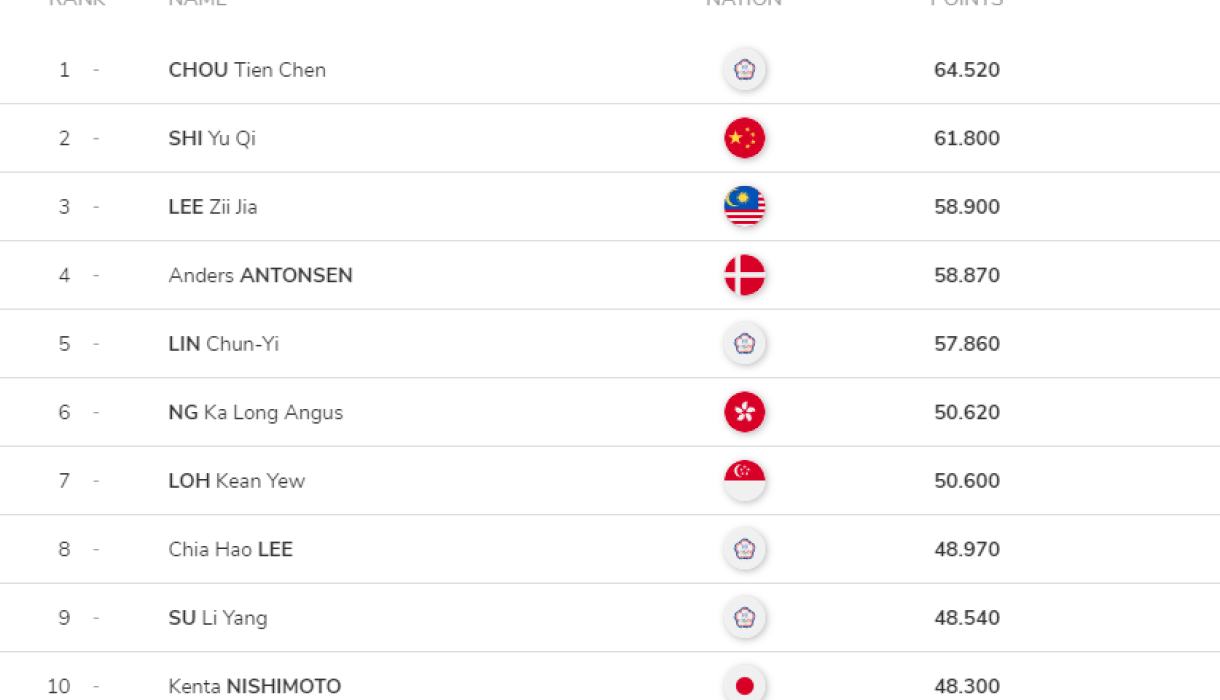 RANK NAME NATION POINTS
1 - CHOU Tien Chen 64.520
2 - SHI Yu Qi 61.800
3 - LEE Zii Jia 58.900
4 - Anders ANTONSEN 58.870
5 - LIN Chun-Yi 57.860
6 - NG Ka Long Angus 50.620
7 - LOH Kean Yew 50.600
8 - Chia Hao LEE 48.970
9 - SU Li Yang 48.540
10 - Kenta NISHIMOTO 48.300